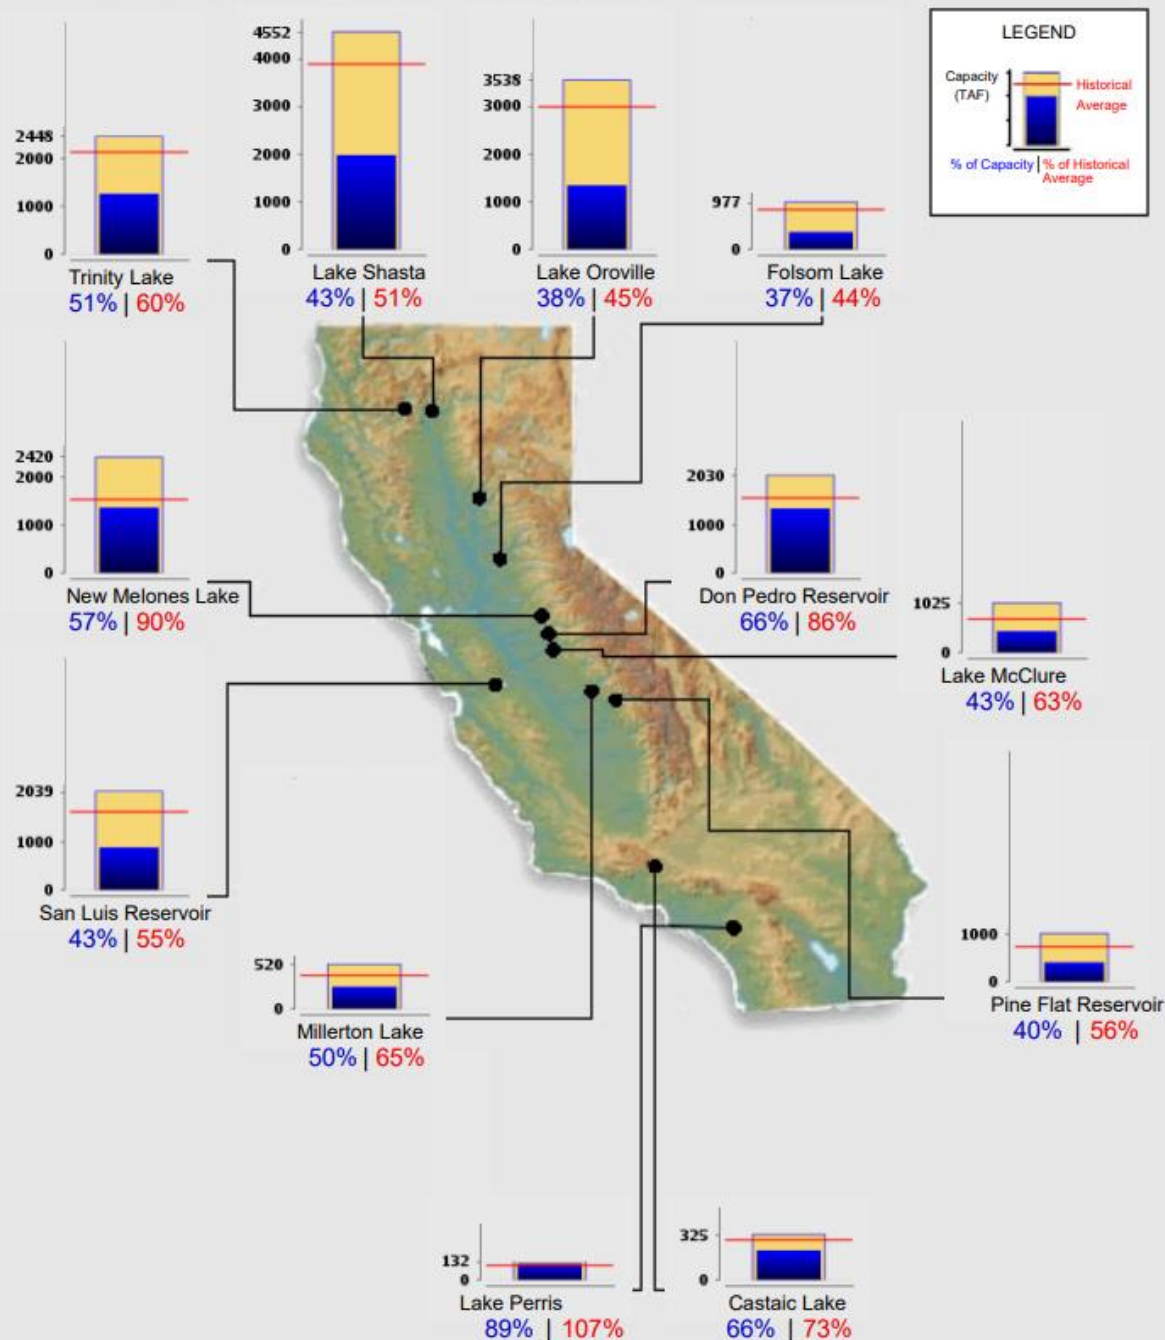 4552
4000
3000
2000
1000
0
Lake Shasta
43% | 51%
3538
3000
2000
1000
0
Lake Oroville
38% | 45%
977
0
Folsom Lake
37% | 44%
LEGEND
Capacity
(TAF)
Historical
Average
% of Capacity | % of Historical
Average
2448
2000
1000
0
Trinity Lake
51% | 60%
2420
2000
1000
0
New Melones Lake
57% | 90%
2030
1000
0
Don Pedro Reservoir
66% | 86%
1025
0
Lake McClure
43% | 63%
2039
1000
0
San Luis Reservoir
43% | 55%
520
0
Millerton Lake
50% | 65%
1000
0
Pine Flat Reservoir
40% | 56%
132
0
Lake Perris
89% | 107%
325
0
Castaic Lake
66% | 73%